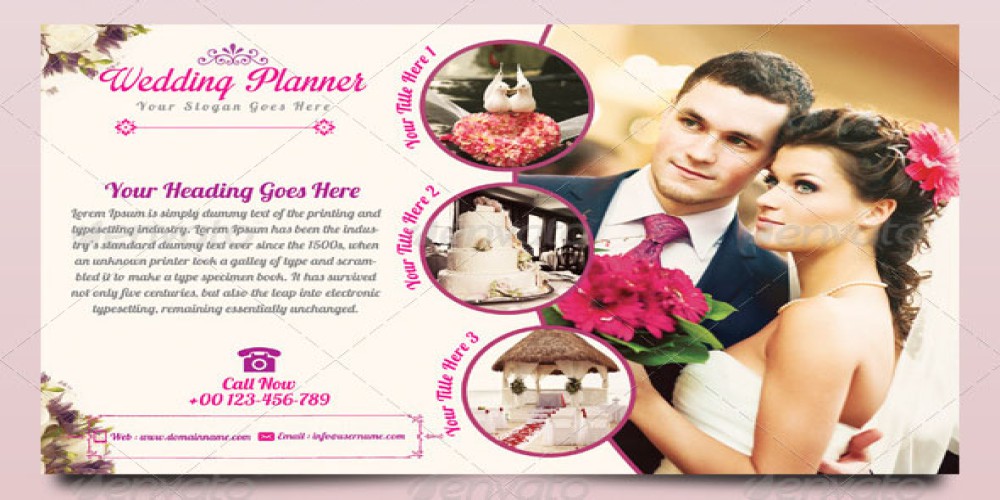 Wedding Planner
Your Slogan Goes Here
Your Heading Goes Here
Lorem Ipsum is simply dummy text of the printing and
typesetting industry. Lorem Ipsum has been the indus-
try's standard dummy text ever since the 1500s, when
an unknown printer took a galley of type and scram-
bled it to make a type specimen book. It has survived
not only five centuries, but also the leap into electronic
typesetting, remaining essentially unchanged.
Call Now
+00 123-456-789
Web : www.domainname.com Email : info@username.com
Your Title Here 1
Your Title Here 2
Your Title Here 3
envato
envato
envato